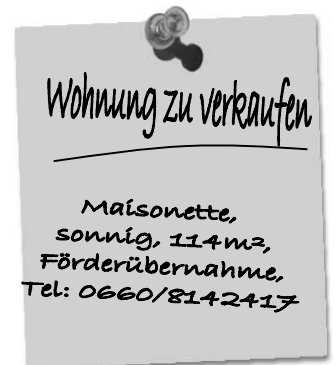 Wohnung zu verkaufen
Maisonette,
sonnig, 114m²,
Förderübernahme,
Tel: 0660/8142417